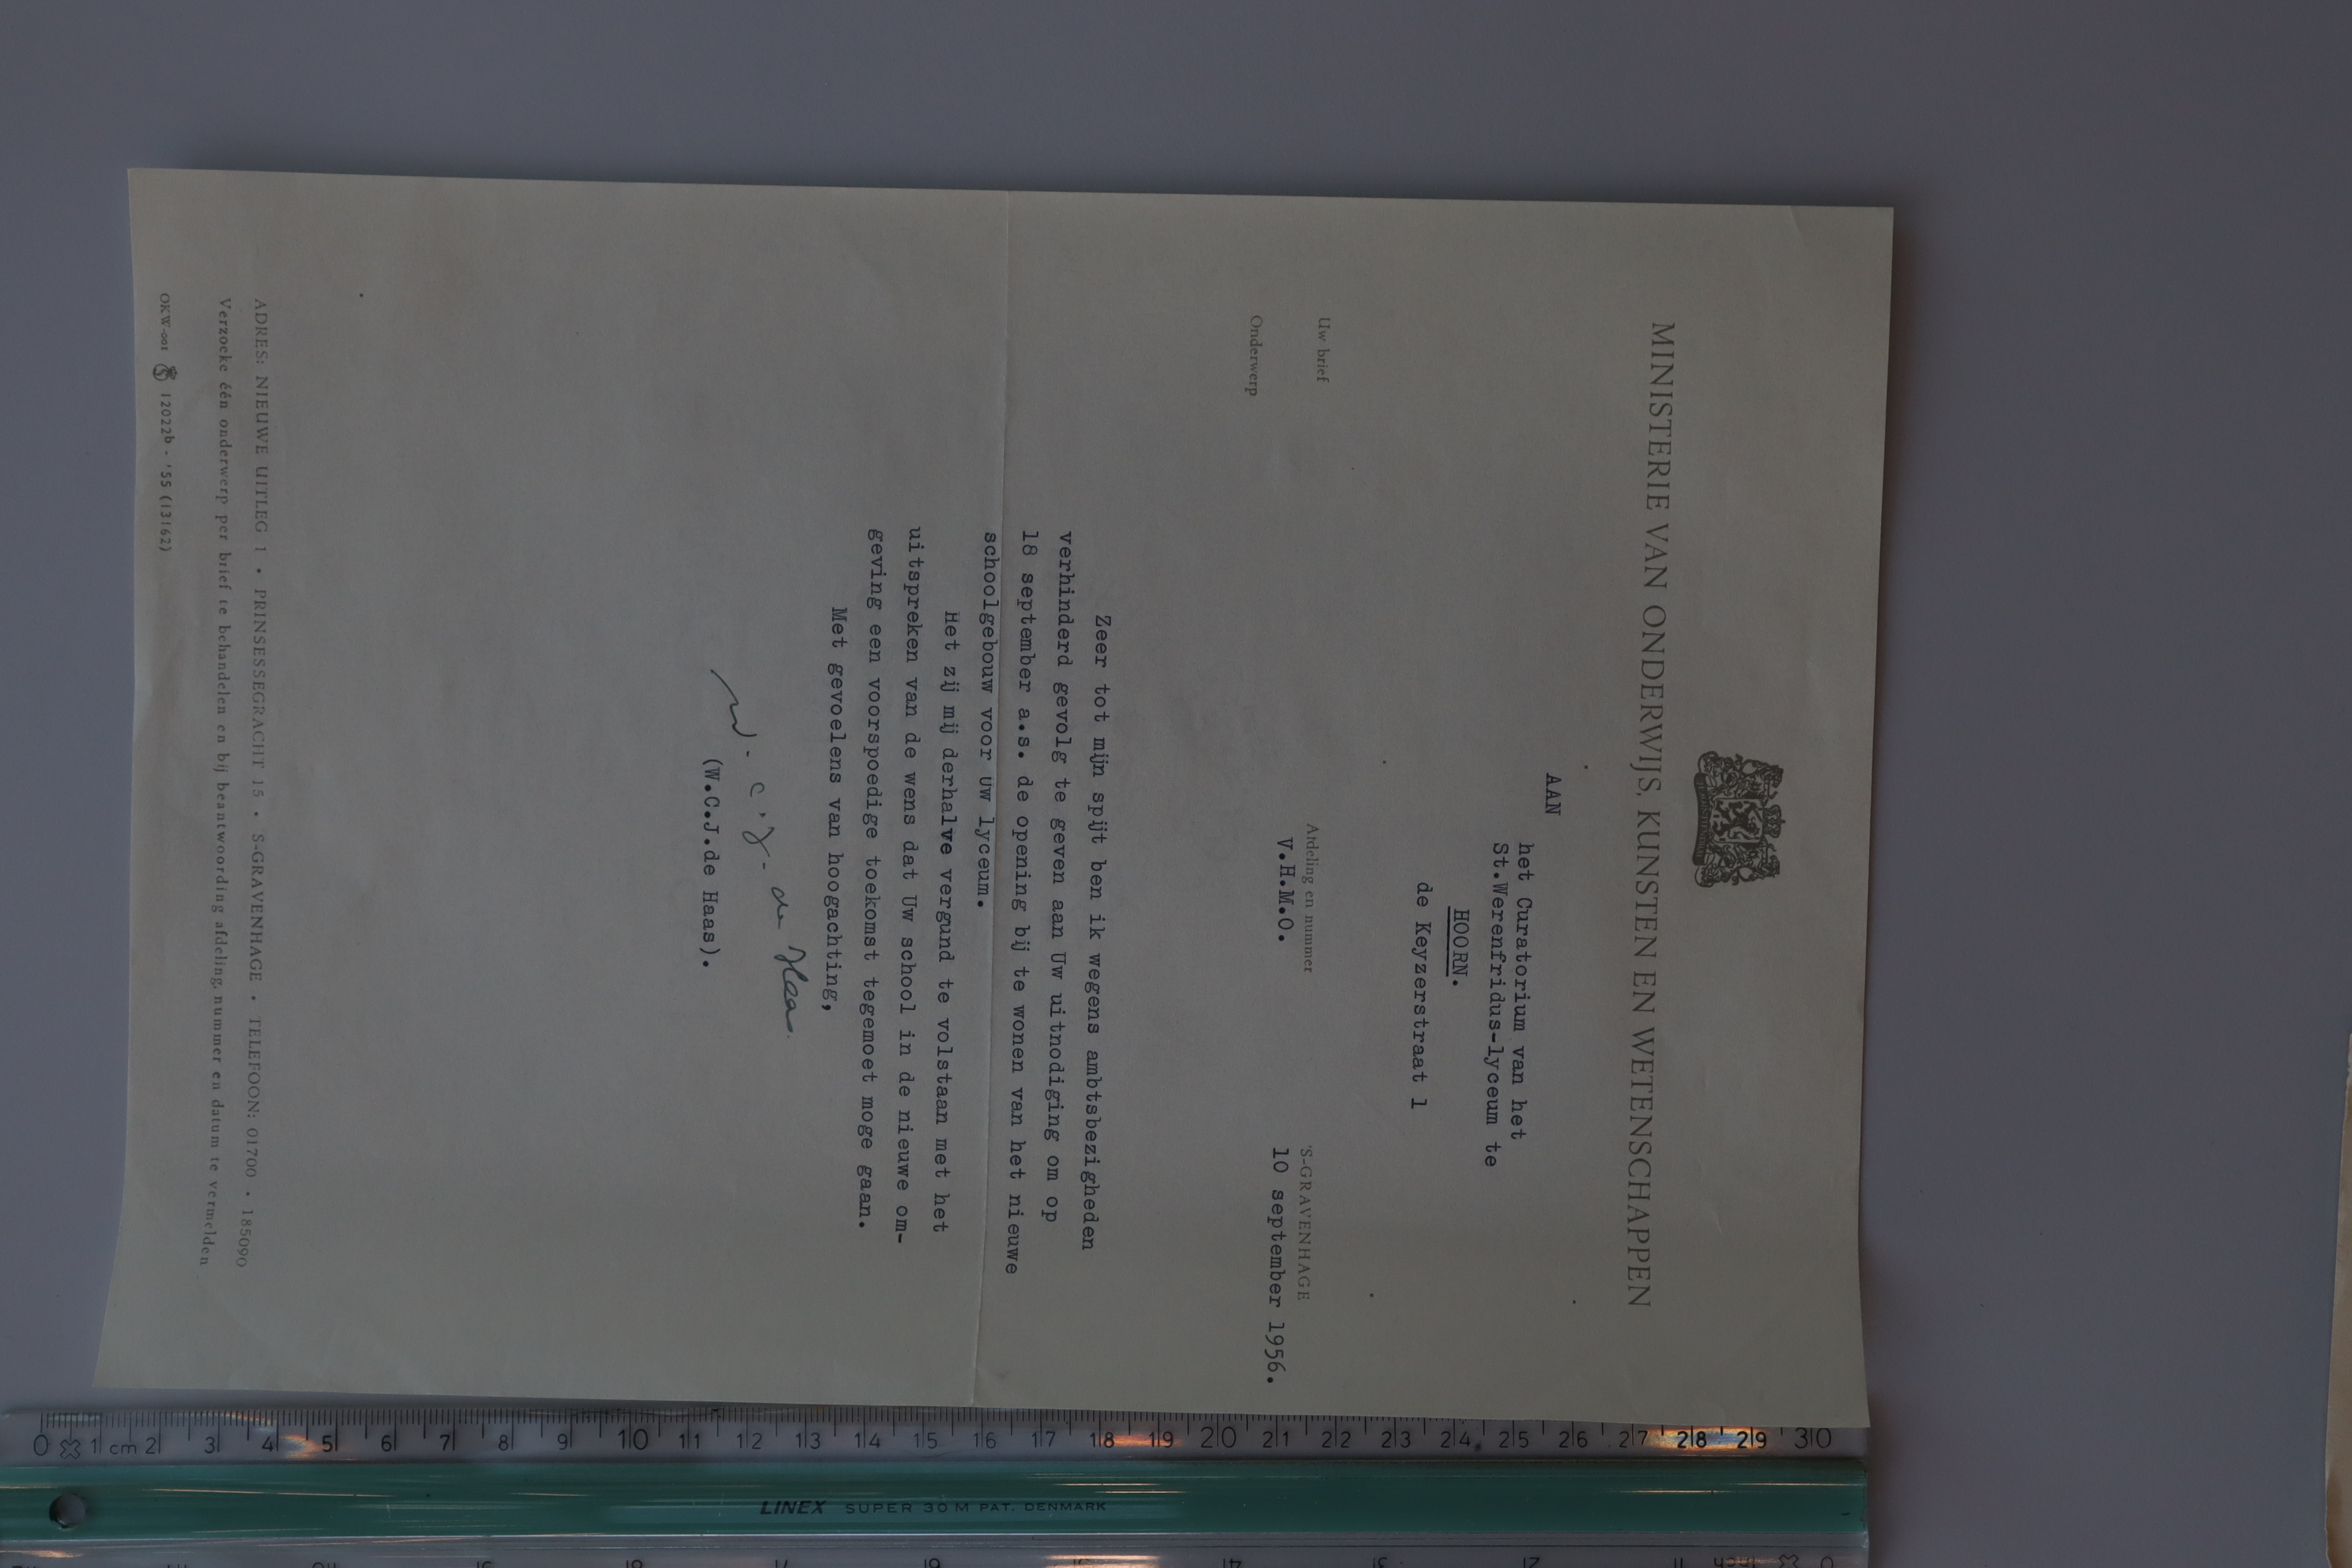 MINISTERIE VAN ONDERWIJS, KUNSTEN EN WETENSCHAPPEN
AAN
het Curatorium van het
St.Werenfridus-lyceum te
HOORN.
de Keyzerstraat 1
Uw brief
Afdeling en nummer
'S-GRAVENHAGE
V.H.M.O.
10 september 1956.
Onderwerp
Zeer tot mijn spijt ben ik wegens ambtsbezigheden
verhinderd gevolg te geven aan Uw uitnodiging om op
18 september a.s. de opening bij te wonen van het nieuwe
schoolgebouw voor Uw lyceum.
Het zij mij derhalve vergund te volstaan met het
uitspreken van de wens dat Uw school in de nieuwe om-
geving een voorspoedige toekomst tegemoet moge gaan.
Met gevoelens van hoogachting,
W. C. J. de Haas.
(W.C.J.de Haas).
ADRES: NIEUWE UITLEG 1 • PRINSESSEGRACHT 15 • S-GRAVENHAGE • TELEFOON: 01700 - 185090
Verzoeke één onderwerp per brief te behandelen en bij beantwoording afdeling, nummer en datum te vermelden
OKW-001 12022b - '55 (13162)
0 1 cm 2 3 4 5 6 7 8 9 10 11 12 13 14 15 16 17 18 19 20 21 22 23 24 25 26 27 28 29 30
LINEX SUPER 30 M PAT. DENMARK